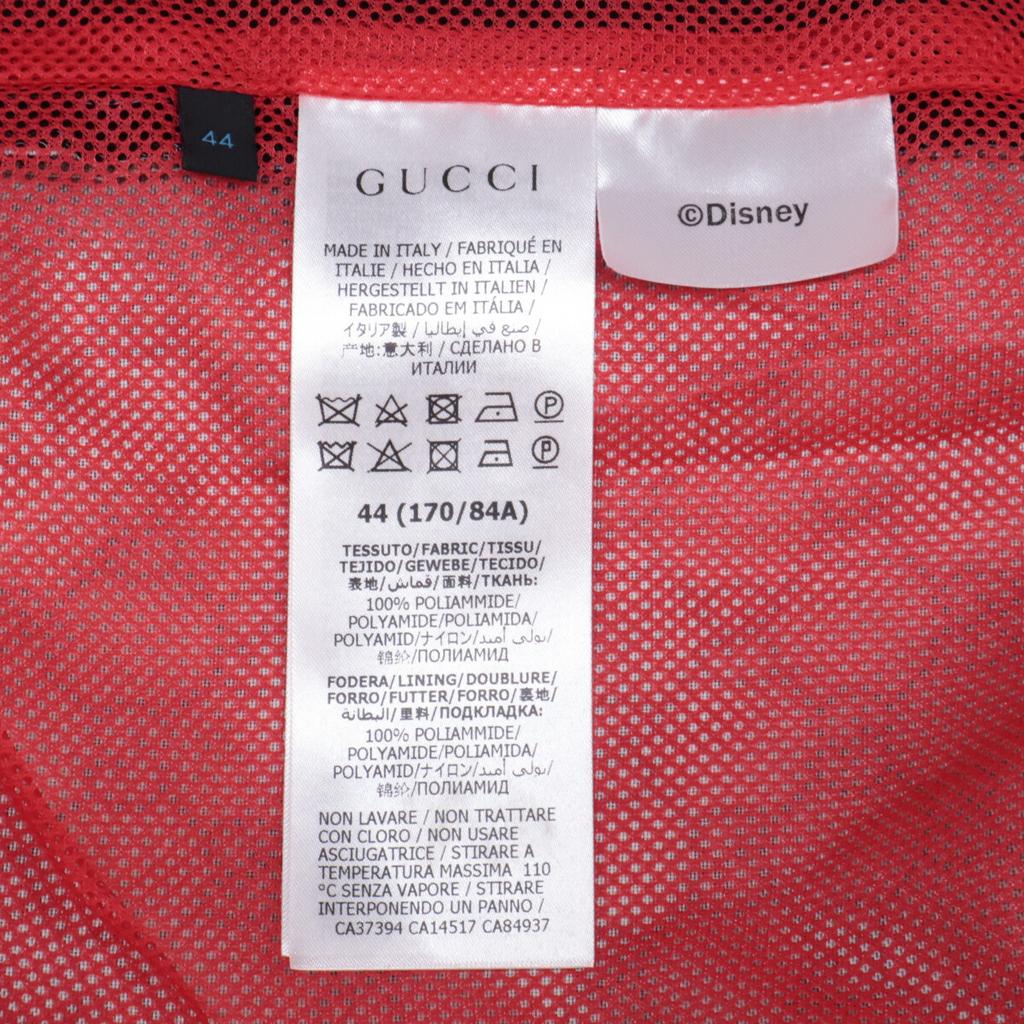 44
GUCCI
©Disney
MADE IN ITALY / FABRIQUÉ EN
ITALIE / HECHO EN ITALIA /
HERGESTELLT IN ITALIEN /
FABRICADO EM ITÁLIA /
イタリア製 / صنع في إيطاليا /
产地:意大利 / СДЕЛАНО В
ИТАЛИИ
P
P
44 (170/84A)
TESSUTO/FABRIC/TISSU/
TEJIDO/GEWEBE/TECIDO/
表地/قماش/面料/ТКАНЬ:
100% POLIAMMIDE/
POLYAMIDE/POLIAMIDA/
POLYAMID/ナイロン/بولي أميد/
锦纶/ПОЛИАМИД
FODERA/LINING/DOUBLURE/
FORRO/FUTTER/FORRO/裏地/
البطانة/里料/ПОДКЛАДКА:
100% POLIAMMIDE/
POLYAMIDE/POLIAMIDA/
POLYAMID/ナイロン/بولي أميد/
锦纶/ПОЛИАМИД
NON LAVARE / NON TRATTARE
CON CLORO / NON USARE
ASCIUGATRICE / STIRARE A
TEMPERATURA MASSIMA 110
°C SENZA VAPORE / STIRARE
INTERPONENDO UN PANNO /
CA37394 CA14517 CA84937